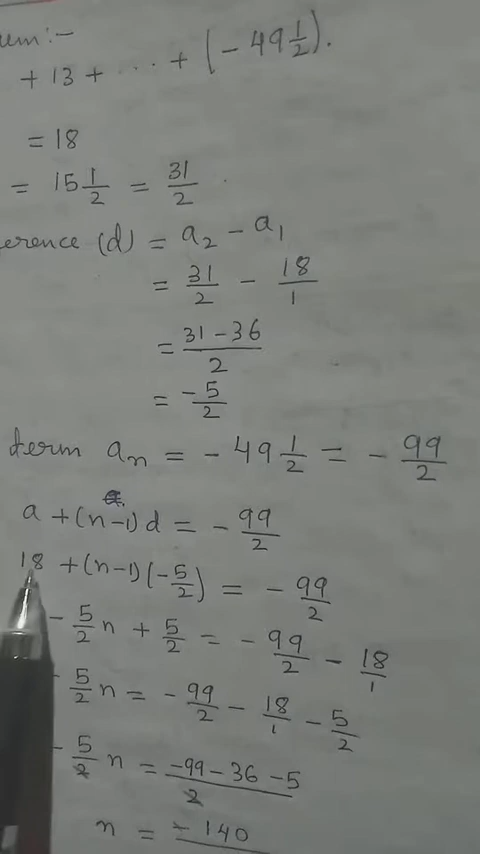 + 13 + ... + (-49 1/2).
= 18
= 15 1/2 = 31/2
(d) = a₂ - a₁
= 31/2 - 18/1
= (31 - 36)/2
= -5/2
term aₙ = -49 1/2 = -99/2
a + (n-1)d = -99/2
18 + (n-1)(-5/2) = -99/2
-5/2 n + 5/2 = -99/2 - 18/1
-5/2 n = -99/2 - 18/1 - 5/2
-5/2 n = (-99 - 36 - 5)/2
n = -140